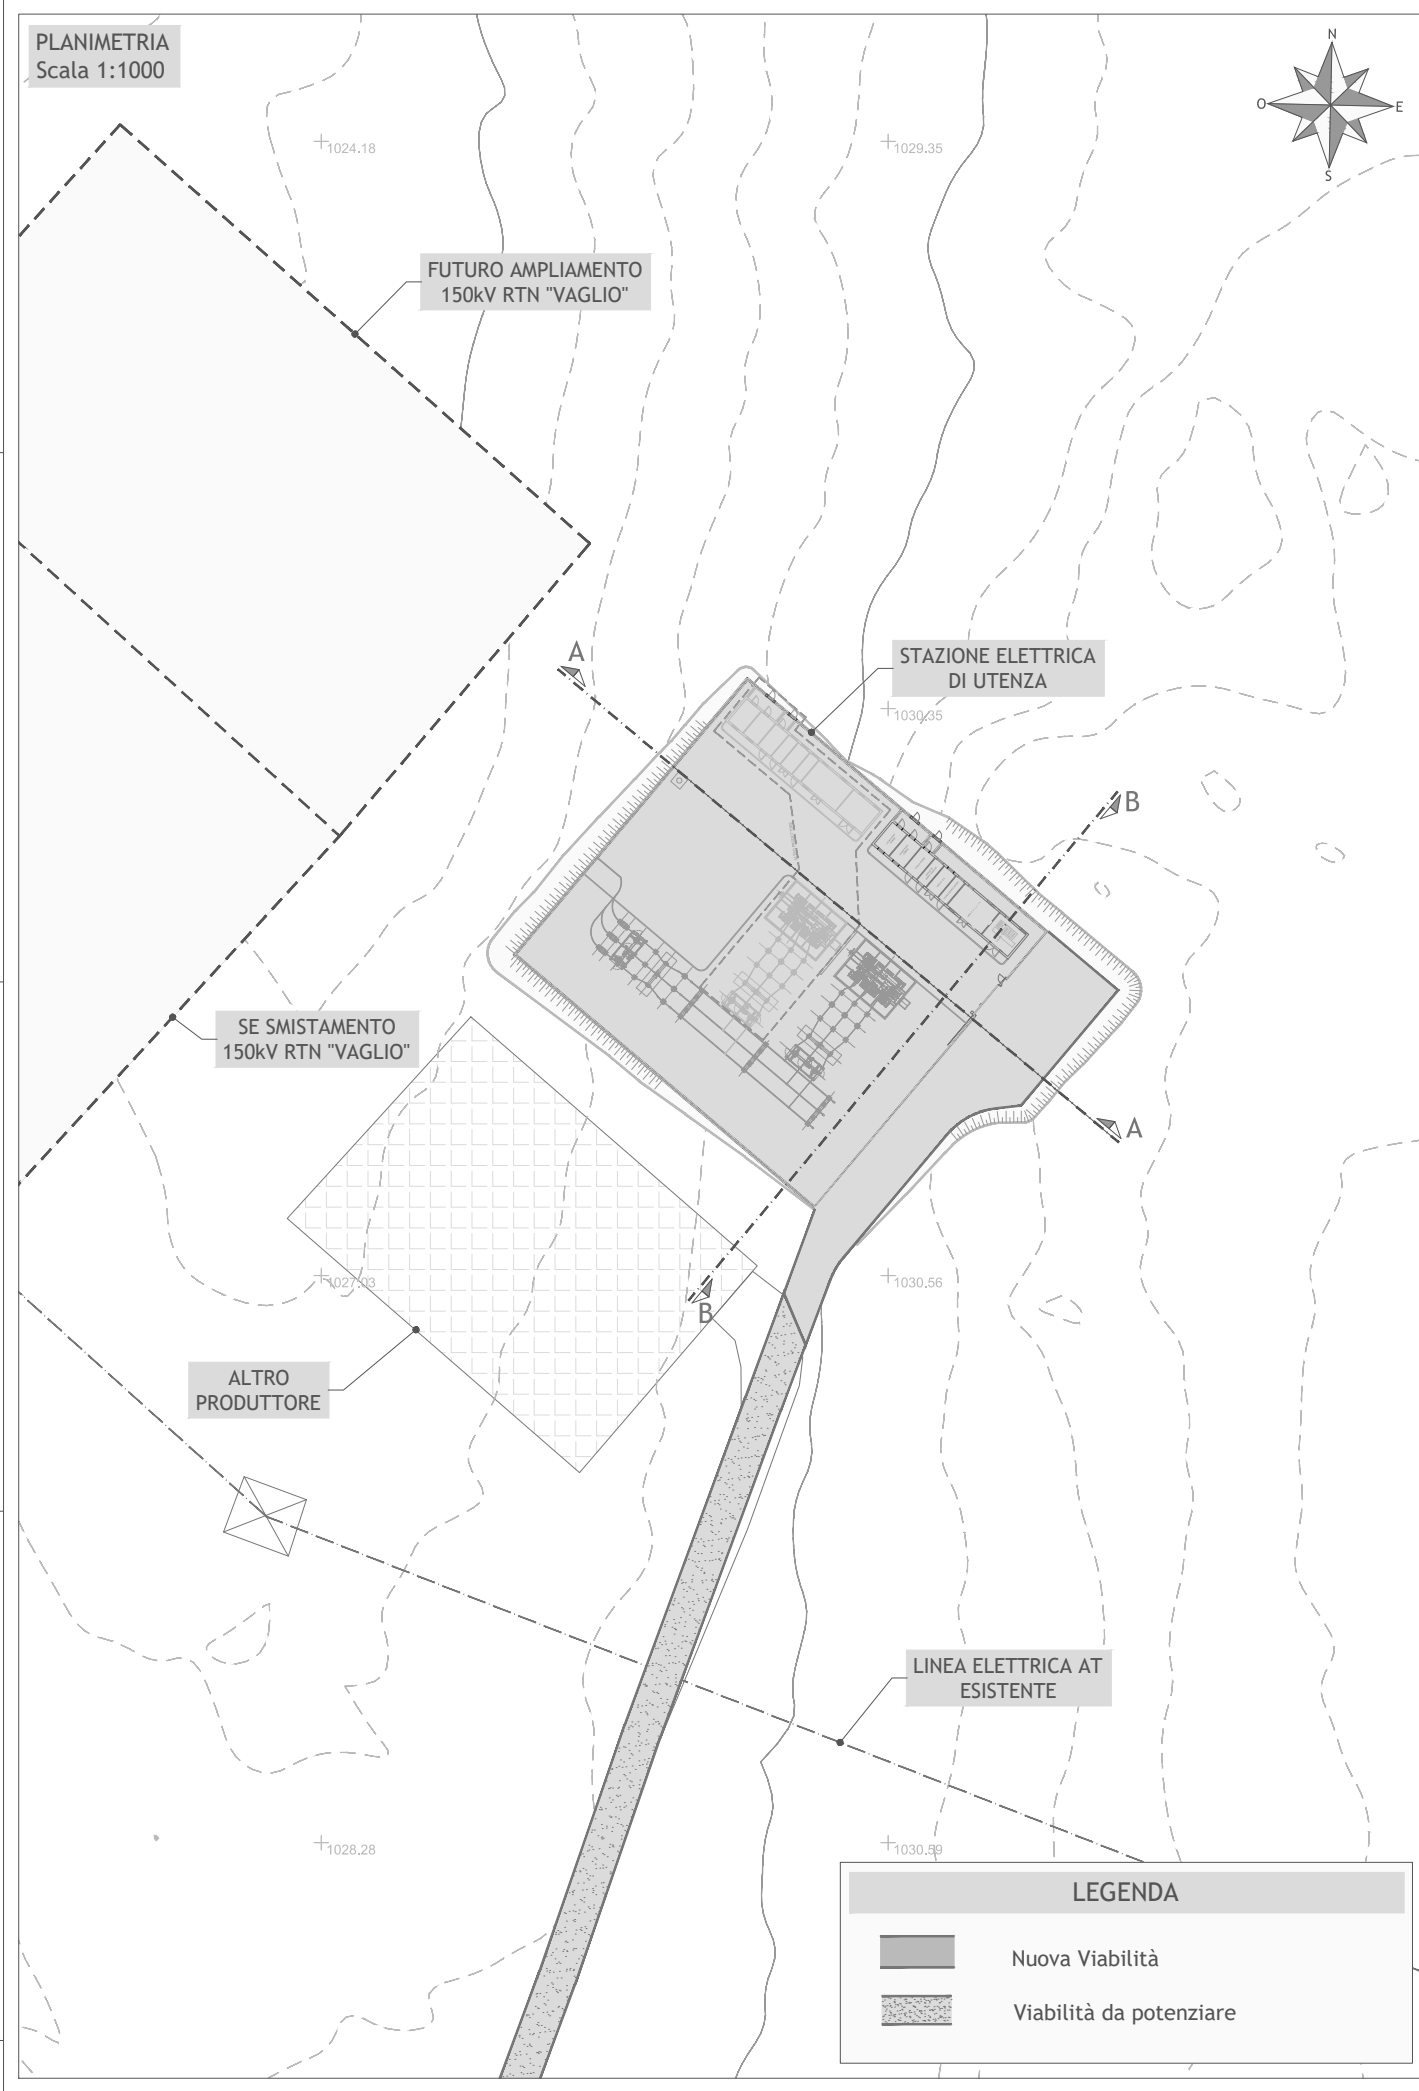 PLANIMETRIA
Scala 1:1000
N
O
E
S
1024.18
1029.35
FUTURO AMPLIAMENTO
150kV RTN "VAGLIO"
A
STAZIONE ELETTRICA
DI UTENZA
1030.35
B
SE SMISTAMENTO
150kV RTN "VAGLIO"
A
1027.03
1030.56
B
ALTRO
PRODUTTORE
LINEA ELETTRICA AT
ESISTENTE
1028.28
1030.59
LEGENDA
Nuova Viabilità
Viabilità da potenziare